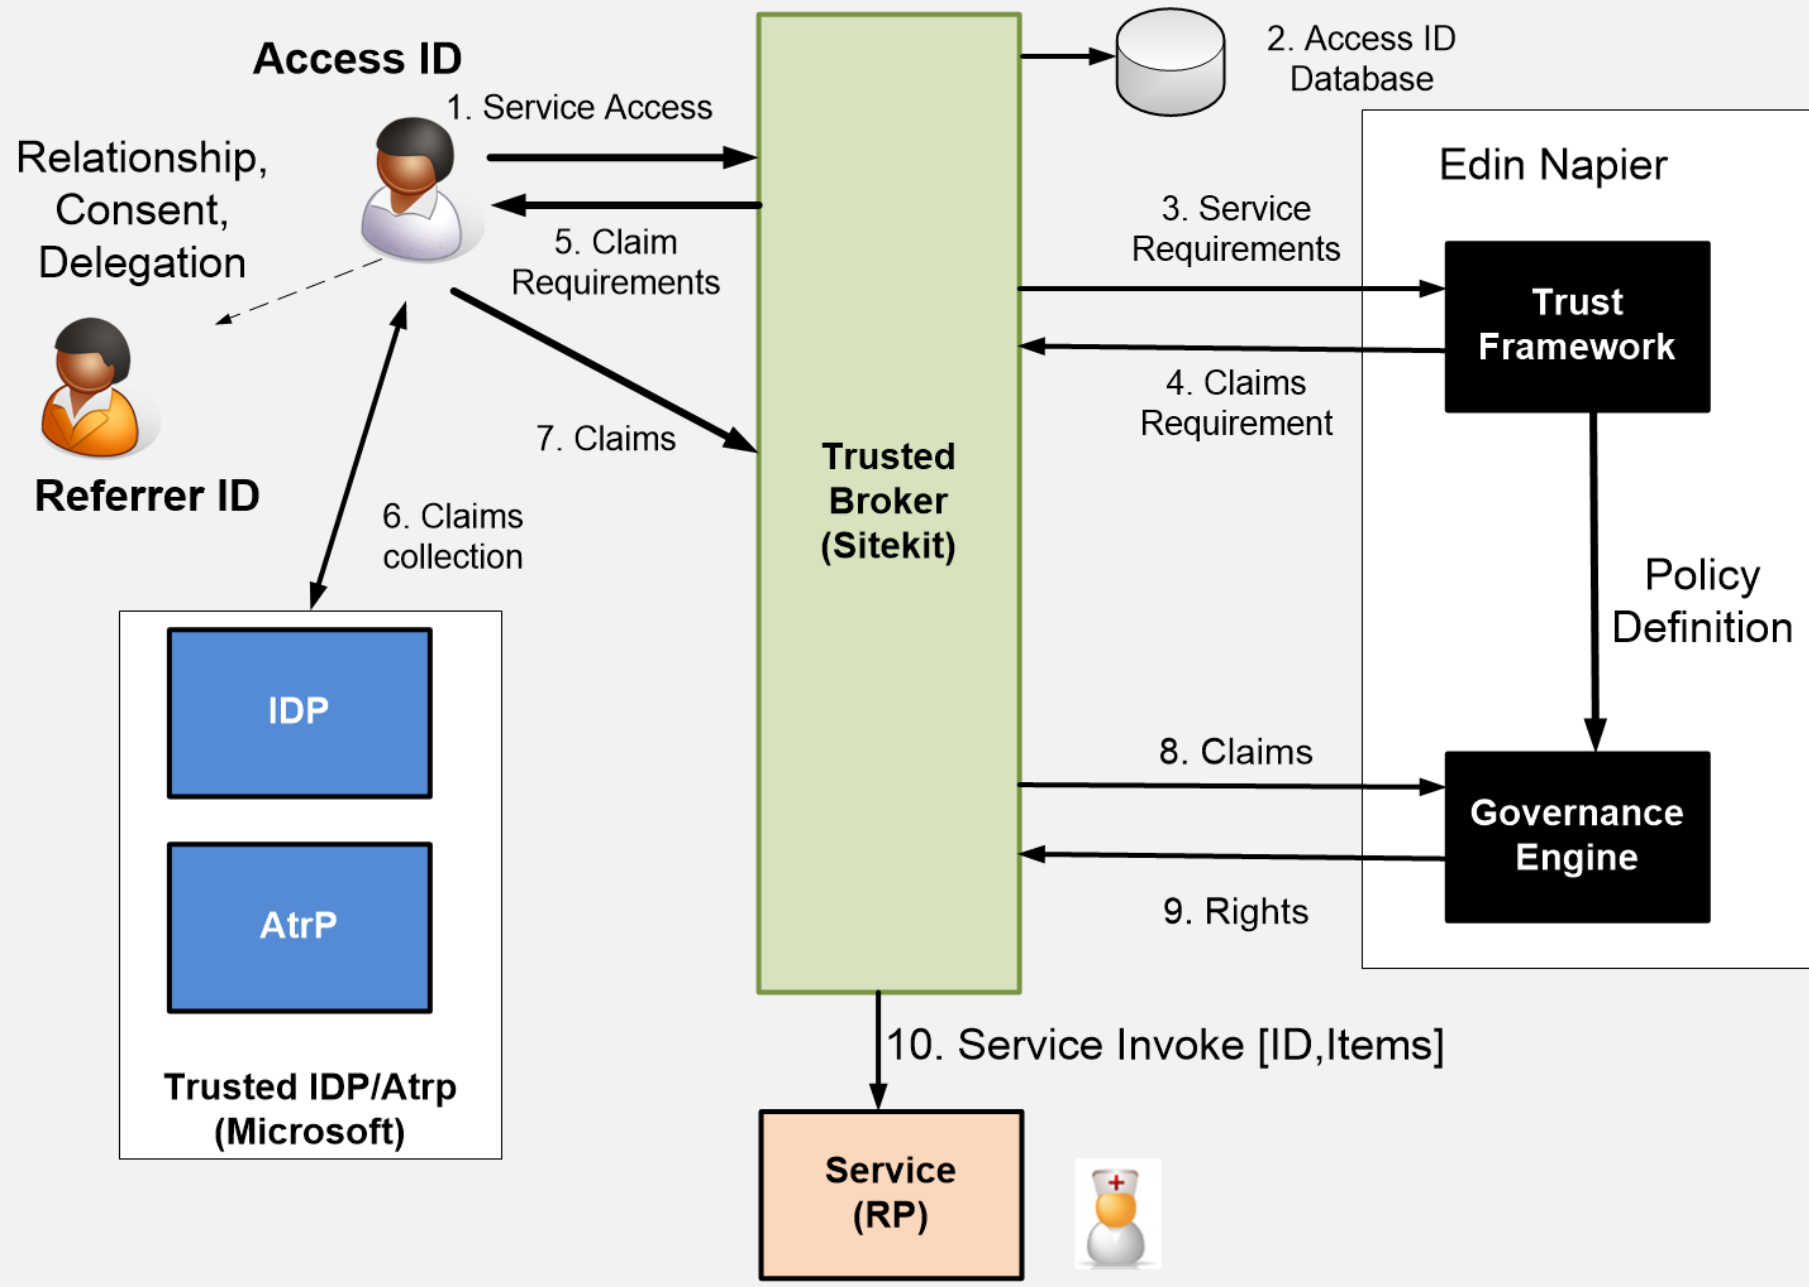 Access ID
1. Service Access
2. Access ID
Database
Relationship,
Consent,
Delegation
Edin Napier
3. Service
Requirements
5. Claim
Requirements
Trust
Framework
4. Claims
Requirement
7. Claims
Trusted
Broker
(Sitekit)
Referrer ID
6. Claims
collection
Policy
Definition
IDP
8. Claims
Governance
Engine
AtrP
9. Rights
10. Service Invoke [ID,Items]
Trusted IDP/Atrp
(Microsoft)
Service
(RP)